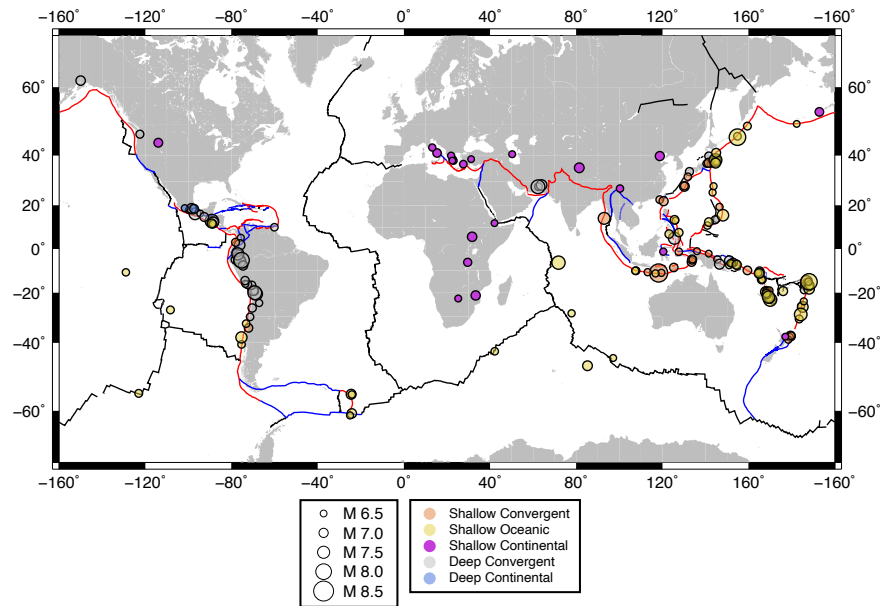 −160° −120° −80° −40° 0° 40° 80° 120° 160° −160°
60° 60°
40° 40°
20° 20°
0° 0°
−20° −20°
−40° −40°
−60° −60°
−160° −120° −80° −40° 0° 40° 80° 120° 160° −160°
M 6.5
M 7.0
M 7.5
M 8.0
M 8.5
Shallow Convergent
Shallow Oceanic
Shallow Continental
Deep Convergent
Deep Continental